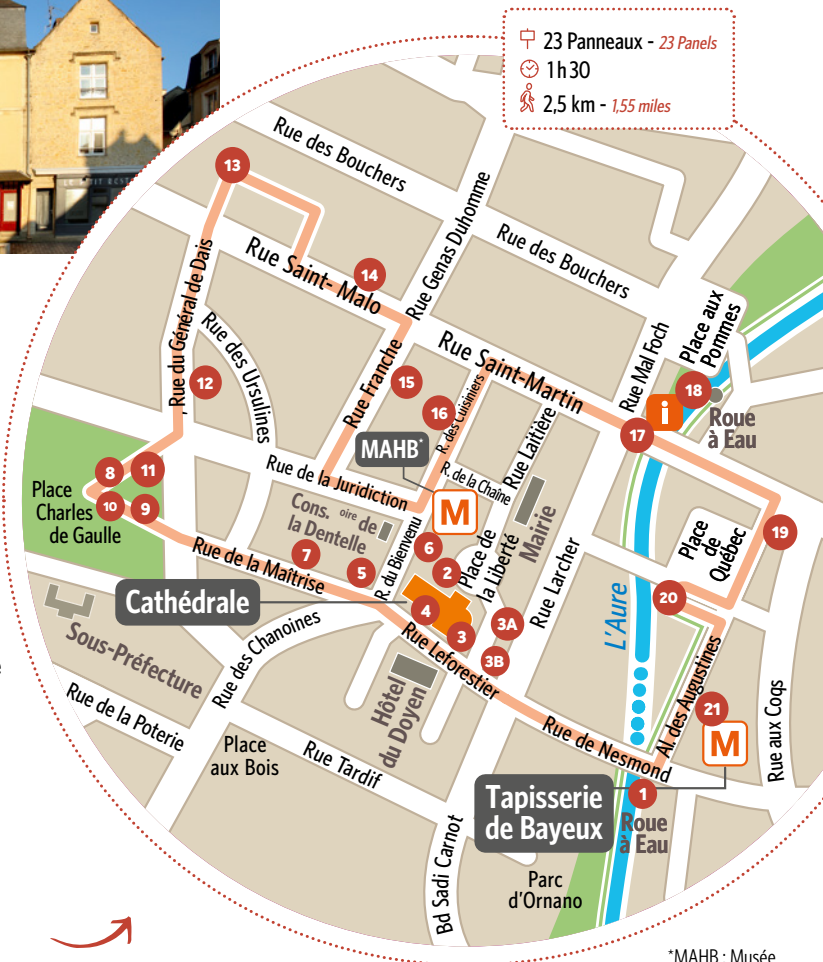 23 Panneaux - 23 Panels
1h30
2,5 km - 1,55 miles
13
Rue des Bouchers
Rue Genas Duhomme
Rue des Bouchers
14
Rue Saint-Malo
, Rue du Général de Dais
Rue des Ursulines
12
Rue Franche
15
16
R. des Cuisiniers
Rue Saint-Martin
Rue Mal Foch
Place aux
Pommes
18
i
Roue
à Eau
17
MAHB*
M
Rue Laitière
R. de la Chaîne
Mairie
8
11
10
9
Place
Charles
de Gaulle
Rue de la Juridiction
Cons. oire de
la Dentelle
R. du Bienvenu
6
2
Place de
la Liberté
Rue Larcher
7
5
Rue de la Maîtrise
Cathédrale
4
3
3A
3B
Place
de
Québec
19
20
L'Aure
Sous-Préfecture
Rue des Chanoines
Rue Leforestier
Hôtel
du Doyen
Rue de Nesmond
Al. des Augustines
21
M
Rue aux Coqs
Rue de la Poterie
Place
aux Bois
Rue Tardif
Tapisserie
de Bayeux
1
Roue
à Eau
Bd Sadi Carnot
Parc
d'Ornano
*MAHB : Musée